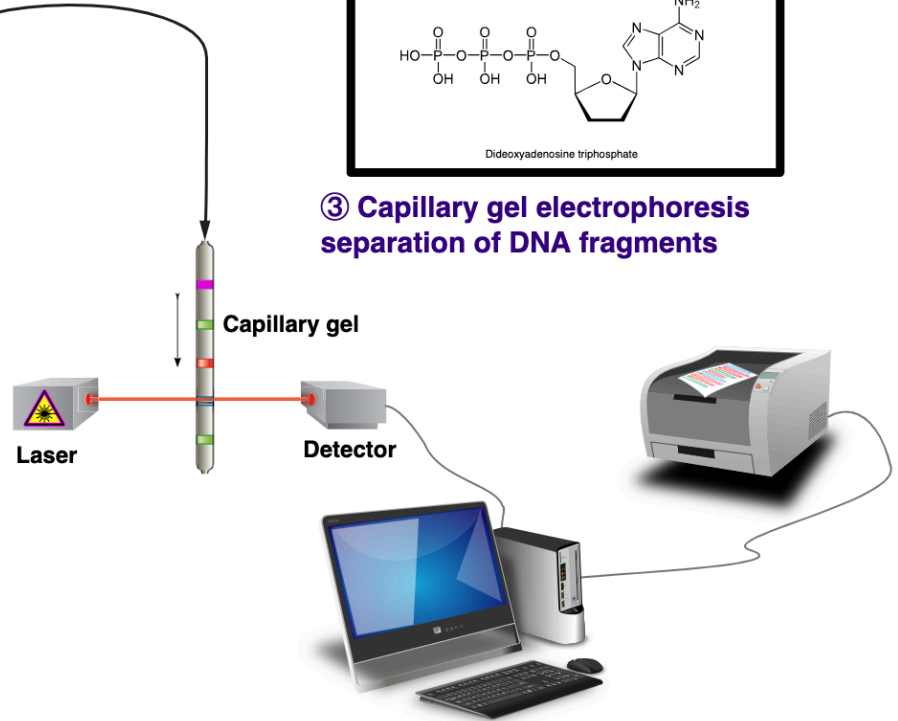 NH2
N
N
N
N
O
O
O
HO
P
O
P
O
P
O
OH
OH
OH
O
Dideoxyadenosine triphosphate
③ Capillary gel electrophoresis
separation of DNA fragments
Capillary gel
Laser
Detector